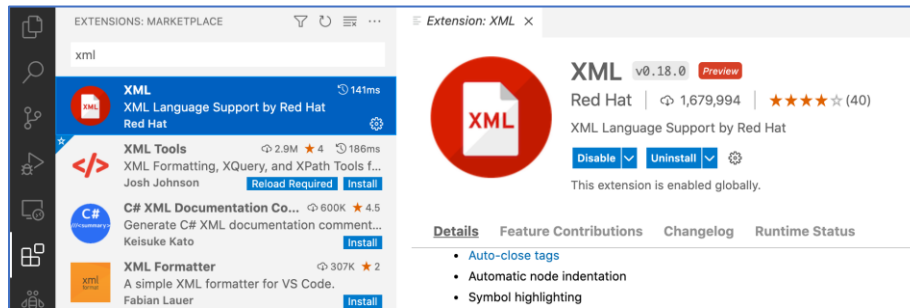 EXTENSIONS: MARKETPLACE
xml
XML 141ms
XML Language Support by Red Hat
Red Hat
XML Tools 2.9M ★ 4 186ms
XML Formatting, XQuery, and XPath Tools f...
Josh Johnson Reload Required Install
C# XML Documentation Co... 600K ★ 4.5
Generate C# XML documentation comment...
Keisuke Kato Install
XML Formatter 307K ★ 2
A simple XML formatter for VS Code.
Fabian Lauer Install
XML
</>
C#
xml
Extension: XML ×
XML
XML v0.18.0 Preview
Red Hat | 1,679,994 | ★★★★☆ (40)
XML Language Support by Red Hat
Disable Uninstall
This extension is enabled globally.
Details Feature Contributions Changelog Runtime Status
• Auto-close tags
• Automatic node indentation
• Symbol highlighting